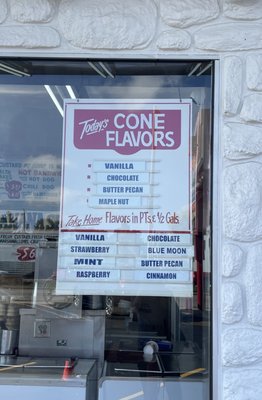 Today's CONE
FLAVORS
VANILLA
CHOCOLATE
BUTTER PECAN
MAPLE NUT
Take Home Flavors in PTs & ½ Gals.
VANILLA CHOCOLATE
STRAWBERRY BLUE MOON
MINT BUTTER PECAN
RASPBERRY CINNAMON